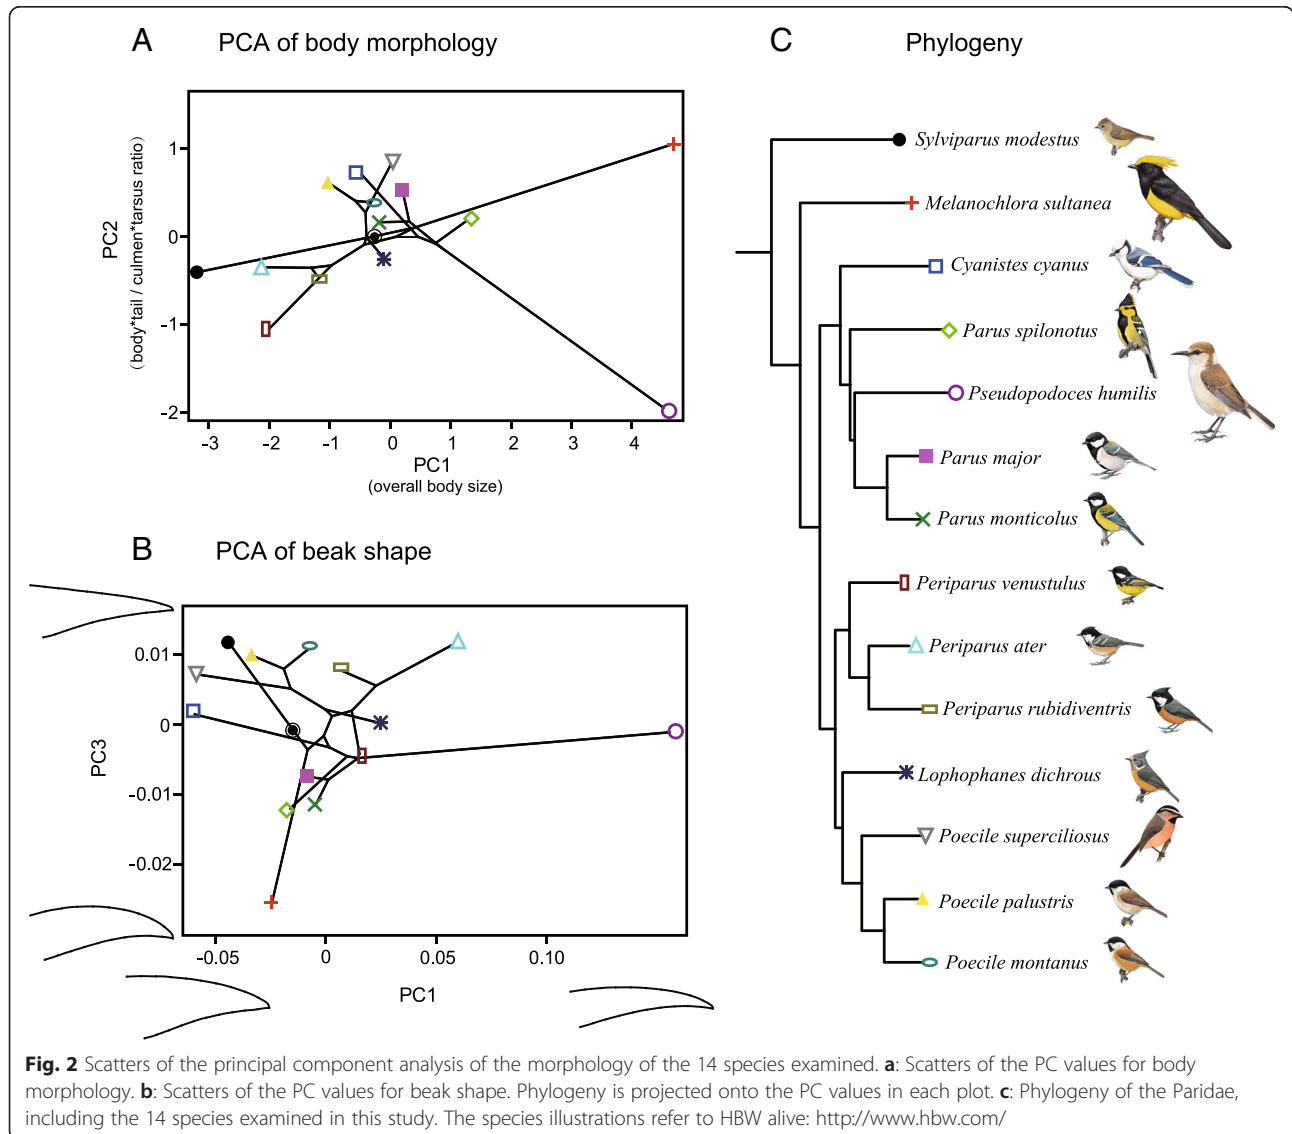 A PCA of body morphology
PC2
(body*tail / culmen*tarsus ratio)
1
0
-1
-2
-3 -2 -1 0 1 2 3 4
PC1
(overall body size)
B PCA of beak shape
PC3
0.01
0
-0.01
-0.02
-0.05 0 0.05 0.10
PC1
C Phylogeny
Sylviparus modestus
Melanochlora sultanea
Cyanistes cyanus
Parus spilonotus
Pseudopodoces humilis
Parus major
Parus monticolus
Periparus venustulus
Periparus ater
Periparus rubidiventris
Lophophanes dichrous
Poecile superciliosus
Poecile palustris
Poecile montanus
Fig. 2 Scatters of the principal component analysis of the morphology of the 14 species examined. a: Scatters of the PC values for body
morphology. b: Scatters of the PC values for beak shape. Phylogeny is projected onto the PC values in each plot. c: Phylogeny of the Paridae,
including the 14 species examined in this study. The species illustrations refer to HBW alive: http://www.hbw.com/